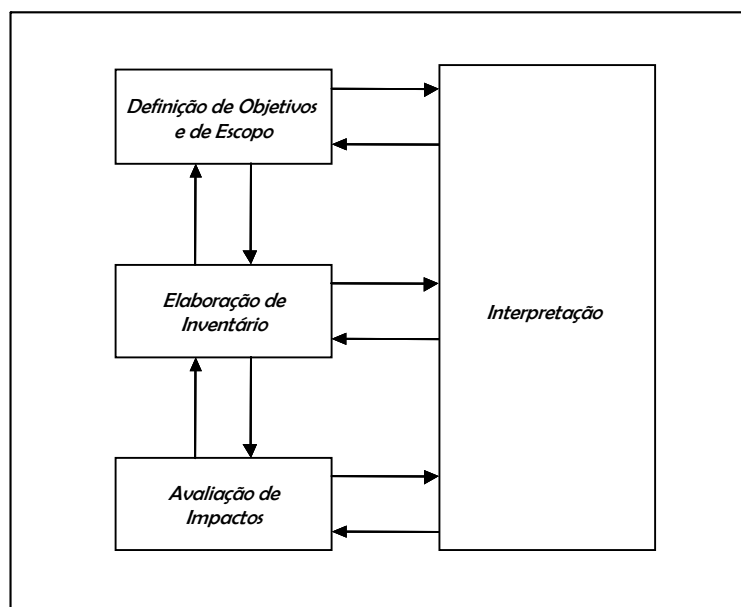 Definição de Objetivos
e de Escopo
Elaboração de
Inventário
Interpretação
Avaliação de
Impactos